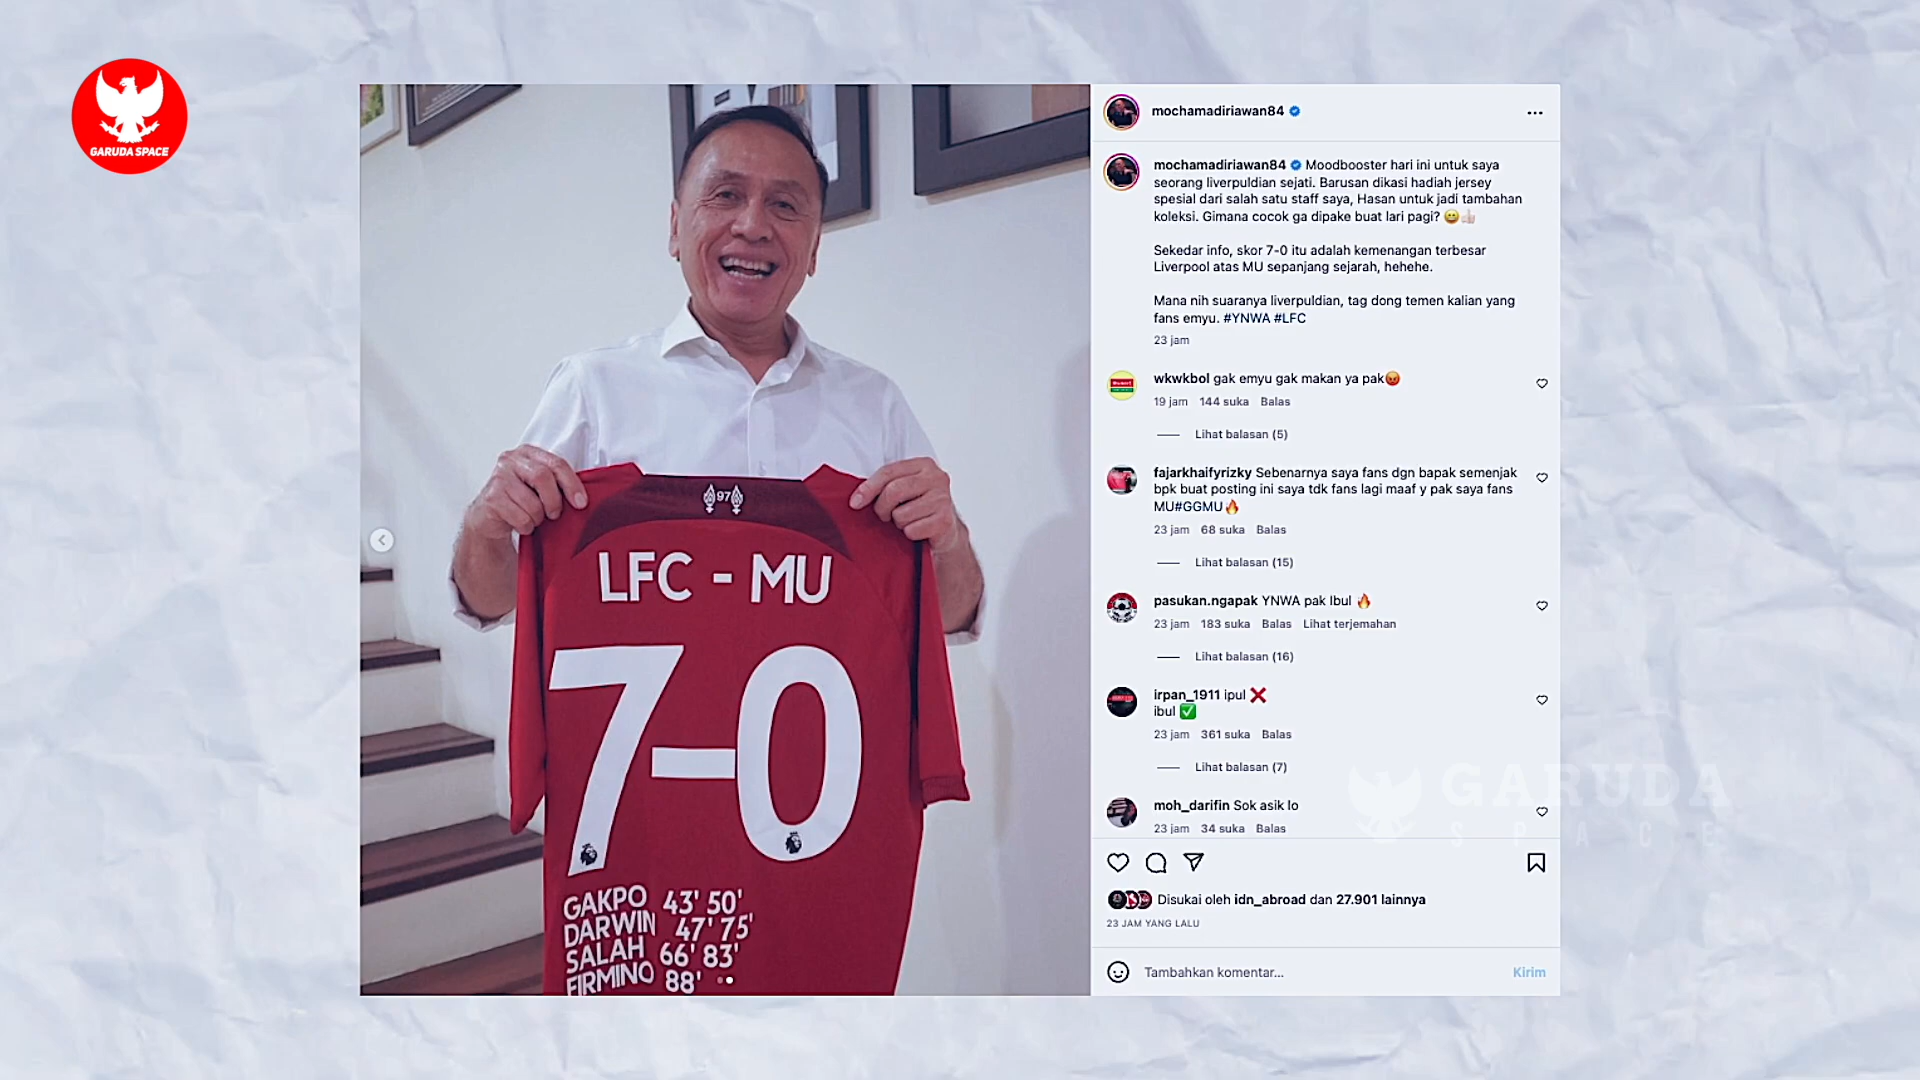 GARUDA SPACE
97
LFC - MU
7-0
GAKPO 43' 50'
DARWIN 47' 75'
SALAH 66' 83'
FIRMINO 88'
mochamadiriawan84
mochamadiriawan84 Moodbooster hari ini untuk saya
seorang liverpuldian sejati. Barusan dikasi hadiah jersey
spesial dari salah satu staff saya, Hasan untuk jadi tambahan
koleksi. Gimana cocok ga dipake buat lari pagi? 😄👍🏻
Sekedar info, skor 7-0 itu adalah kemenangan terbesar
Liverpool atas MU sepanjang sejarah, hehehe.
Mana nih suaranya liverpuldian, tag dong temen kalian yang
fans emyu. #YNWA #LFC
23 jam
wkwkbol gak emyu gak makan ya pak😡
19 jam 144 suka Balas
Lihat balasan (5)
fajarkhaifyrizky Sebenarnya saya fans dgn bapak semenjak
bpk buat posting ini saya tdk fans lagi maaf y pak saya fans
MU#GGMU🔥
23 jam 68 suka Balas
Lihat balasan (15)
pasukan.ngapak YNWA pak Ibul 🔥
23 jam 183 suka Balas Lihat terjemahan
Lihat balasan (16)
irpan_1911 ipul ❌
ibul ✅
23 jam 361 suka Balas
Lihat balasan (7)
moh_darifin Sok asik lo
23 jam 34 suka Balas
GARUDA
SPACE
Disukai oleh idn_abroad dan 27.901 lainnya
23 JAM YANG LALU
Tambahkan komentar...
Kirim